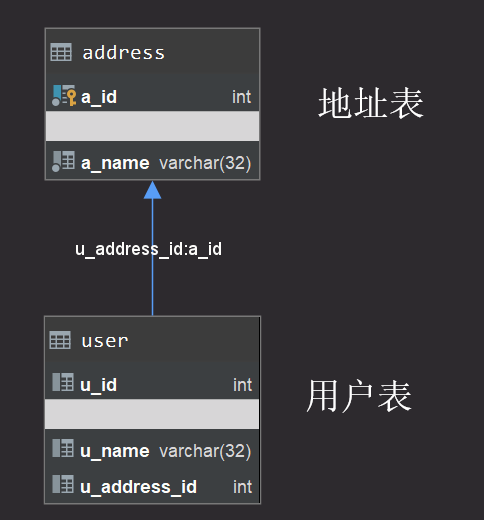 address
a_id int
地址表
a_name varchar(32)
u_address_id:a_id
user
u_id int
用户表
u_name varchar(32)
u_address_id int